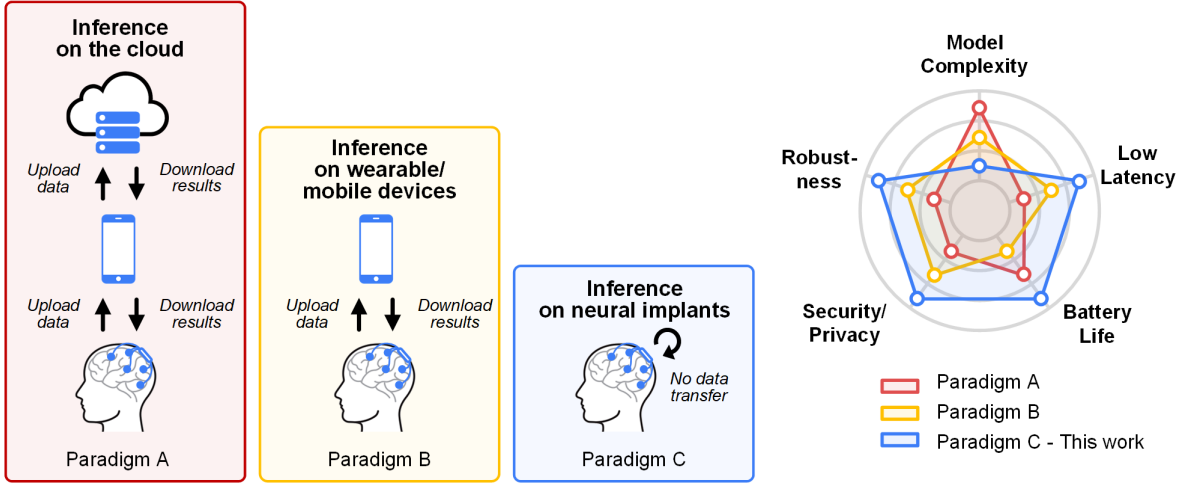 Inference
on the cloud
Upload
data
Download
results
Upload
data
Download
results
Paradigm A
Inference
on wearable/
mobile devices
Upload
data
Download
results
Paradigm B
Inference
on neural implants
No data
transfer
Paradigm C
Model
Complexity
Robust-
ness
Low
Latency
Security/
Privacy
Battery
Life
Paradigm A
Paradigm B
Paradigm C - This work